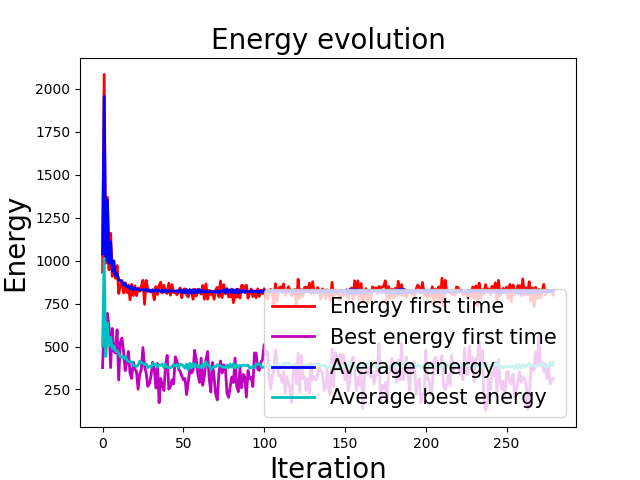 Energy evolution
2000
1750
1500
1250
1000
750
500
250
Energy
0
50
100
150
200
250
Iteration
Energy first time
Best energy first time
Average energy
Average best energy